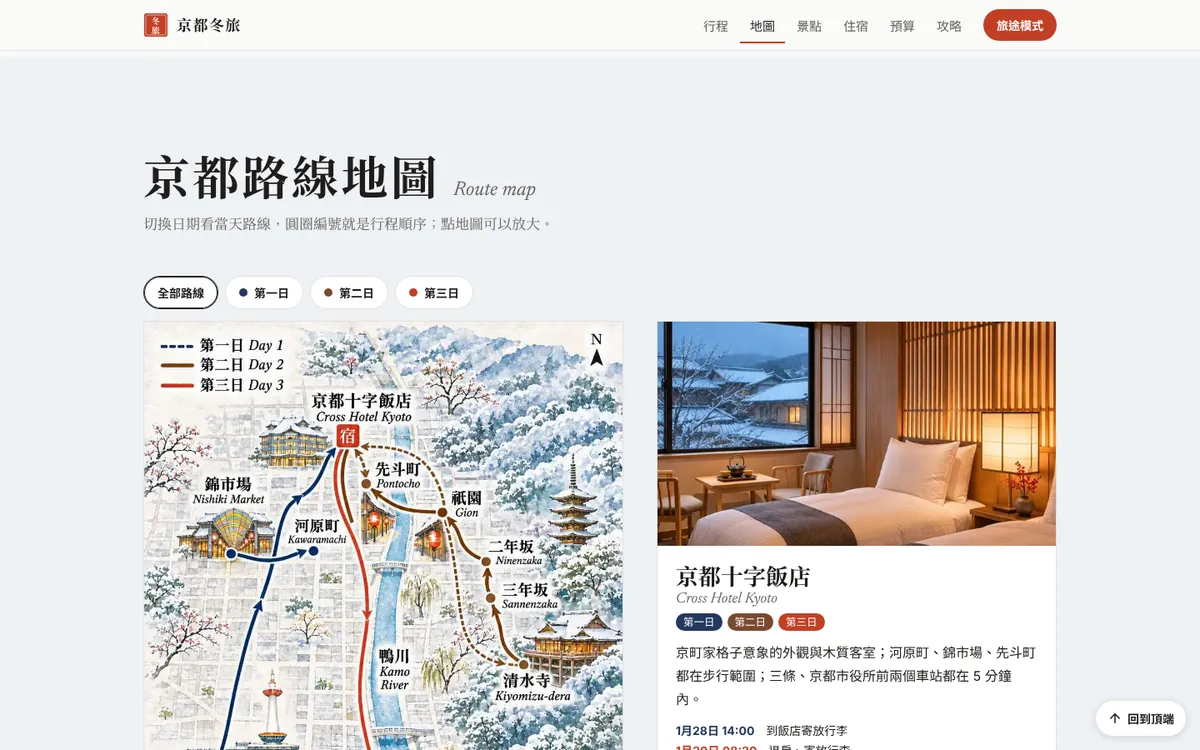 冬旅
京都冬旅
行程
地圖
景點
住宿
預算
攻略
旅途模式
京都路線地圖 Route map
切換日期看當天路線，圓圈編號就是行程順序；點地圖可以放大。
全部路線
第一日
第二日
第三日
第一日 Day 1
第二日 Day 2
第三日 Day 3
N
京都十字飯店
Cross Hotel Kyoto
宿
先斗町
Pontocho
錦市場
Nishiki Market
祇園
Gion
河原町
Kawaramachi
二年坂
Ninenzaka
三年坂
Sannenzaka
鴨川
Kamo
River
清水寺
Kiyomizu-dera
京都十字飯店
Cross Hotel Kyoto
第一日
第二日
第三日
京町家格子意象的外觀與木質客室；河原町、錦市場、先斗町
都在步行範圍；三條、京都市役所前兩個車站都在 5 分鐘
內。
1月28日 14:00 到飯店寄放行李
回到頂端